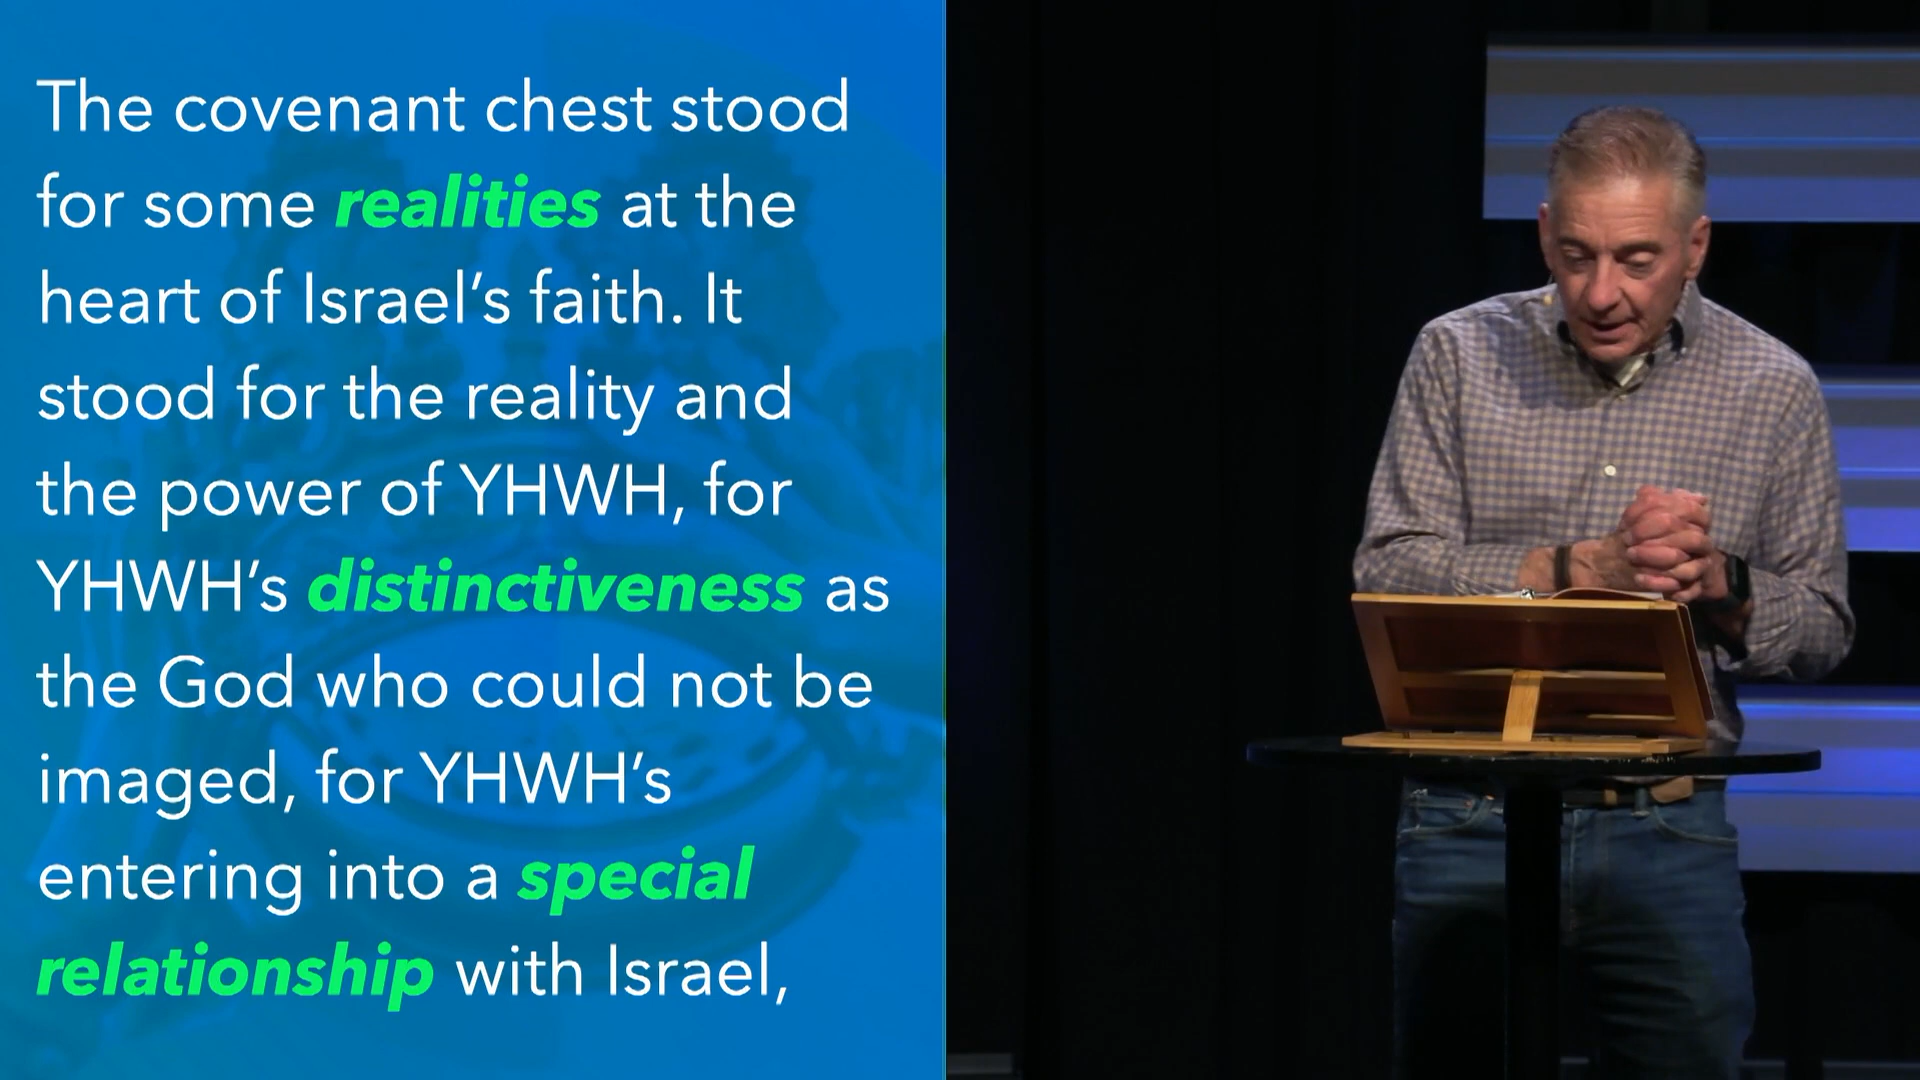 The covenant chest stood
for some realities at the
heart of Israel’s faith. It
stood for the reality and
the power of YHWH, for
YHWH’s distinctiveness as
the God who could not be
imaged, for YHWH’s
entering into a special
relationship with Israel,